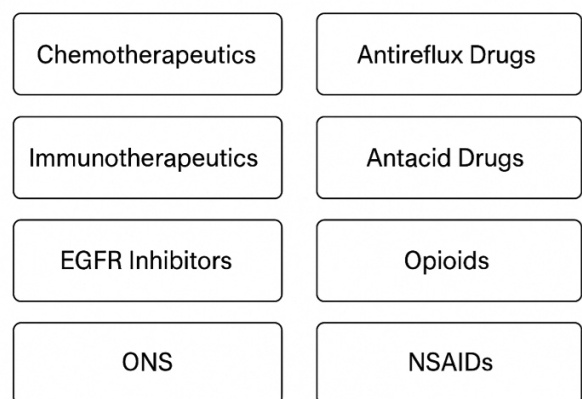 Chemotherapeutics
Antireflux Drugs
Immunotherapeutics
Antacid Drugs
EGFR Inhibitors
Opioids
ONS
NSAIDs